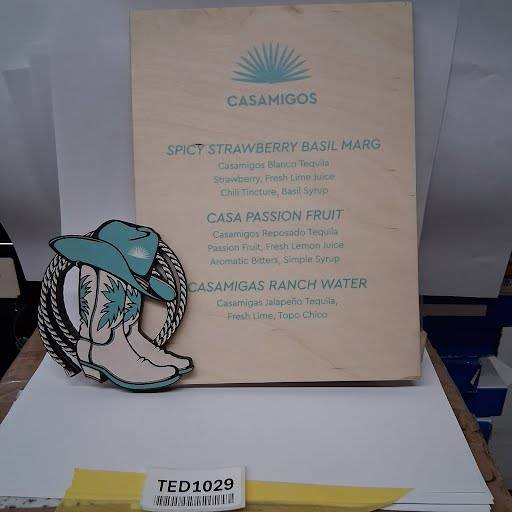 CASAMIGOS
SPICY STRAWBERRY BASIL MARG
Casamigos Blanco Tequila
Strawberry, Fresh Lime Juice
Chili Tincture, Basil Syrup
CASA PASSION FRUIT
Casamigos Reposado Tequila
Passion Fruit, Fresh Lemon Juice
Aromatic Bitters, Simple Syrup
CASAMIGAS RANCH WATER
Casamigas Jalapeño Tequila,
Fresh Lime, Topo Chico
TED1029